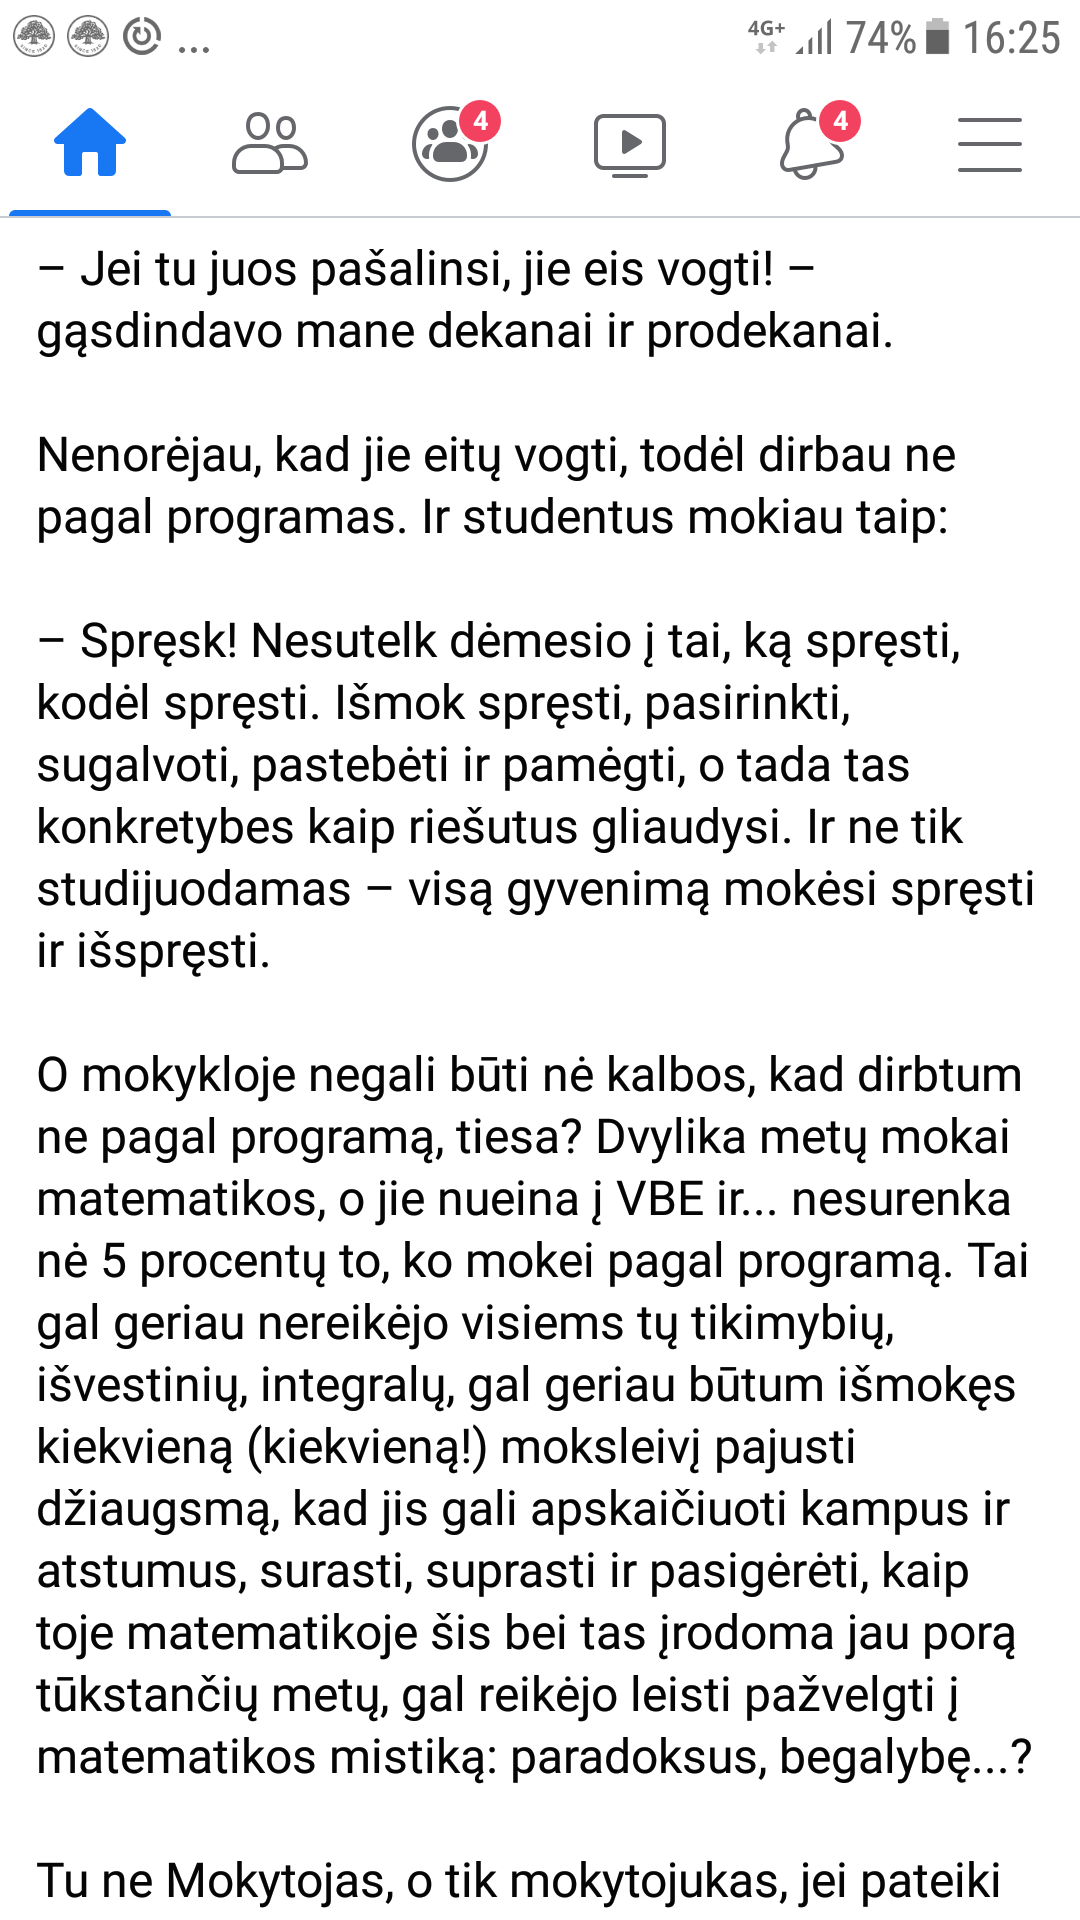 4G+ 74% 16:25
4
4
– Jei tu juos pašalinsi, jie eis vogti! –
gąsdindavo mane dekanai ir prodekanai.
Nenorėjau, kad jie eitų vogti, todėl dirbau ne
pagal programas. Ir studentus mokiau taip:
– Spręsk! Nesutelk dėmesio į tai, ką spręsti,
kodėl spręsti. Išmok spręsti, pasirinkti,
sugalvoti, pastebėti ir pamėgti, o tada tas
konkretybes kaip riešutus gliaudysi. Ir ne tik
studijuodamas – visą gyvenimą mokėsi spręsti
ir išspręsti.
O mokykloje negali būti nė kalbos, kad dirbtum
ne pagal programą, tiesa? Dvylika metų mokai
matematikos, o jie nueina į VBE ir... nesurenka
nė 5 procentų to, ko mokei pagal programą. Tai
gal geriau nereikėjo visiems tų tikimybių,
išvestinių, integralų, gal geriau būtum išmokęs
kiekvieną (kiekvieną!) moksleivį pajusti
džiaugsmą, kad jis gali apskaičiuoti kampus ir
atstumus, surasti, suprasti ir pasigėrėti, kaip
toje matematikoje šis bei tas įrodoma jau porą
tūkstančių metų, gal reikėjo leisti pažvelgti į
matematikos mistiką: paradoksus, begalybę...?
Tu ne Mokytojas, o tik mokytojukas, jei pateiki